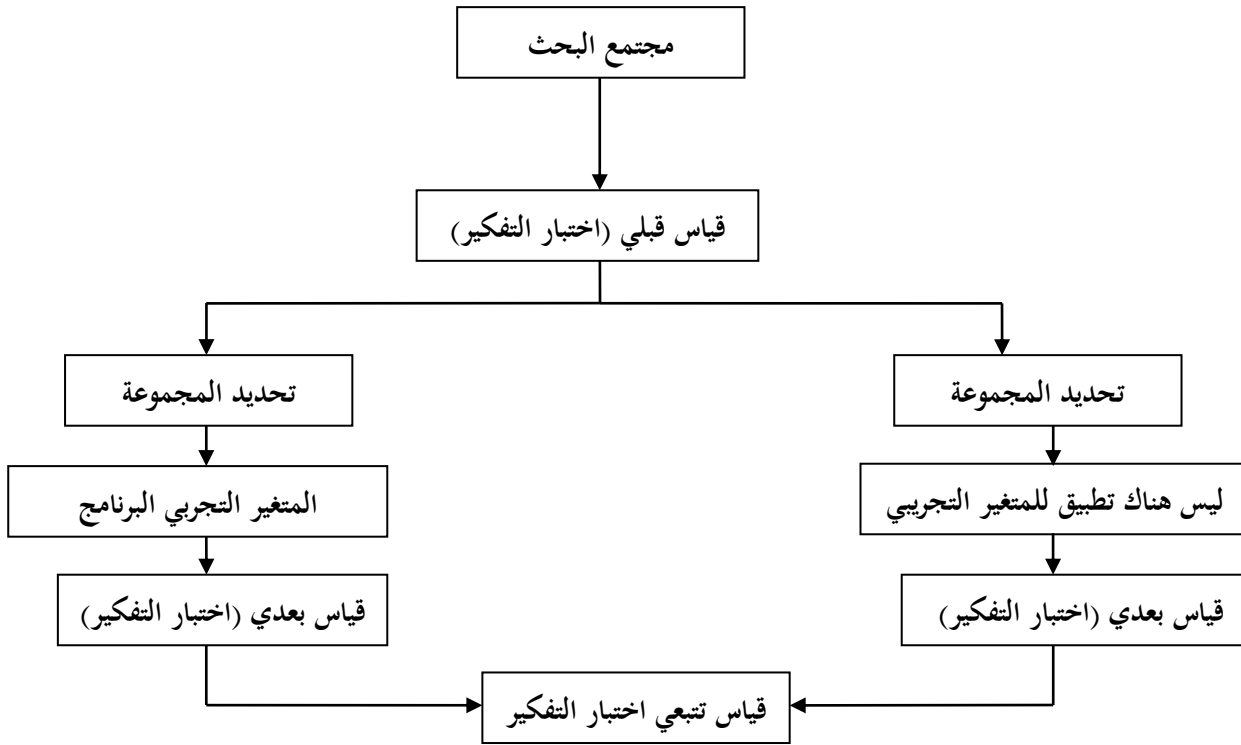 مجتمع البحث
قياس قبلي (اختبار التفكير)
تحديد المجموعة
تحديد المجموعة
ليس هناك تطبيق للمتغير التجريبي
المتغير التجربي البرنامج
قياس بعدي (اختبار التفكير)
قياس بعدي (اختبار التفكير)
قياس تتبعي اختبار التفكير